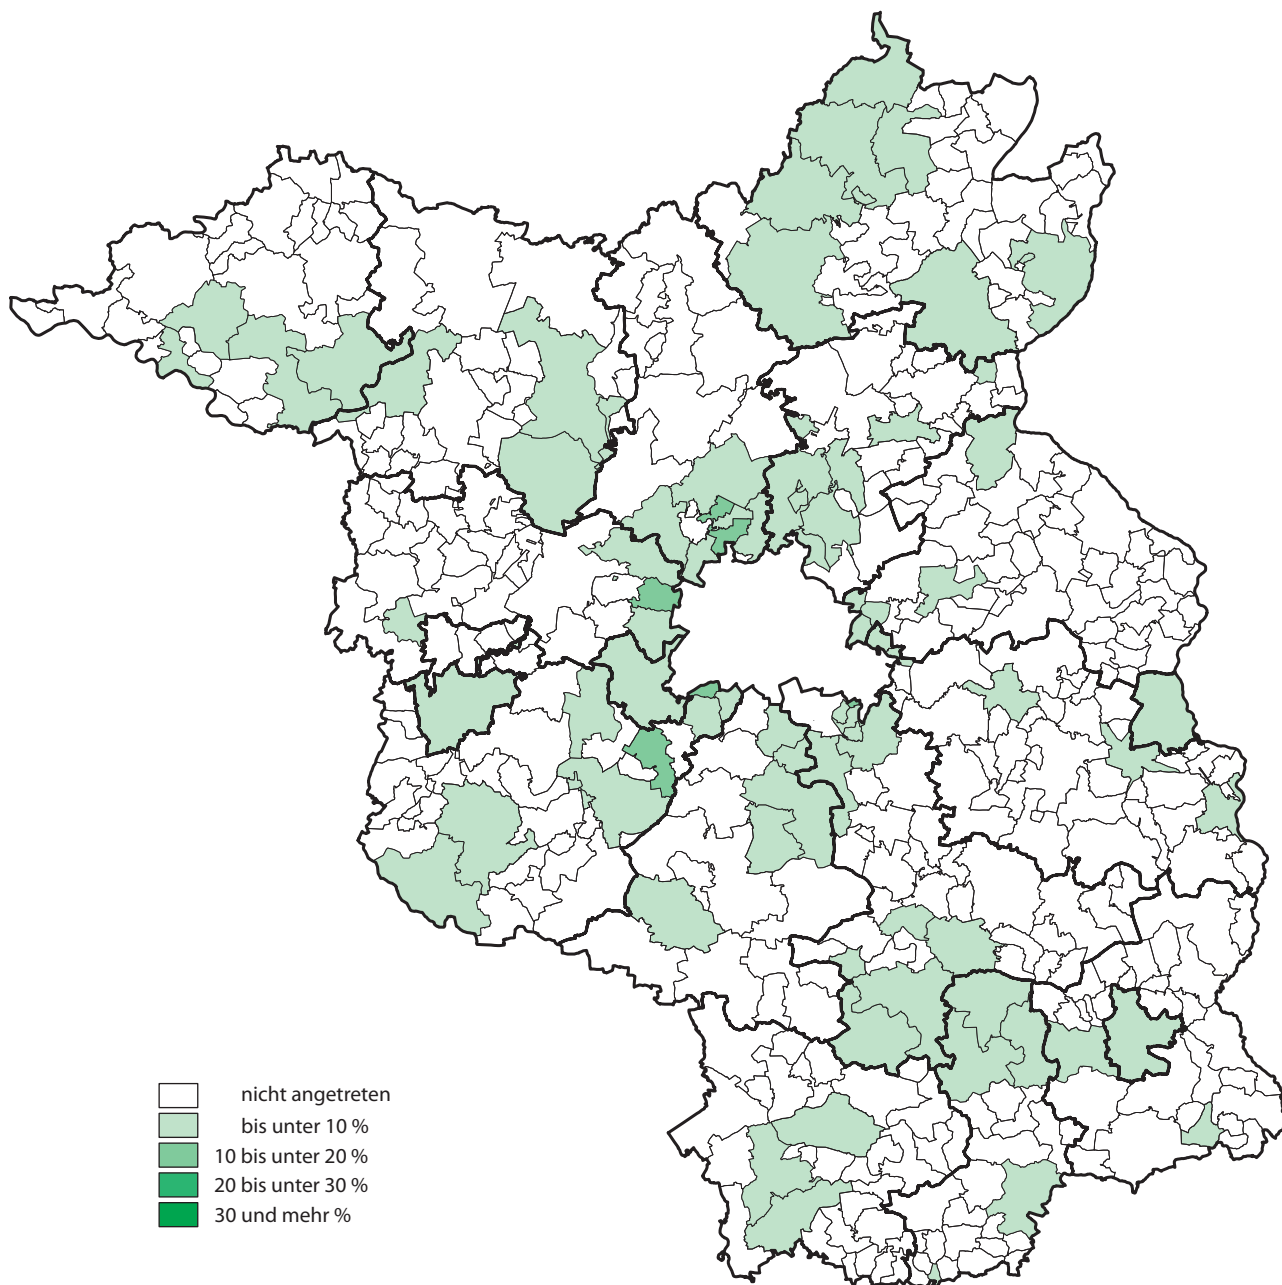 nicht angetreten
bis unter 10 %
10 bis unter 20 %
20 bis unter 30 %
30 und mehr %